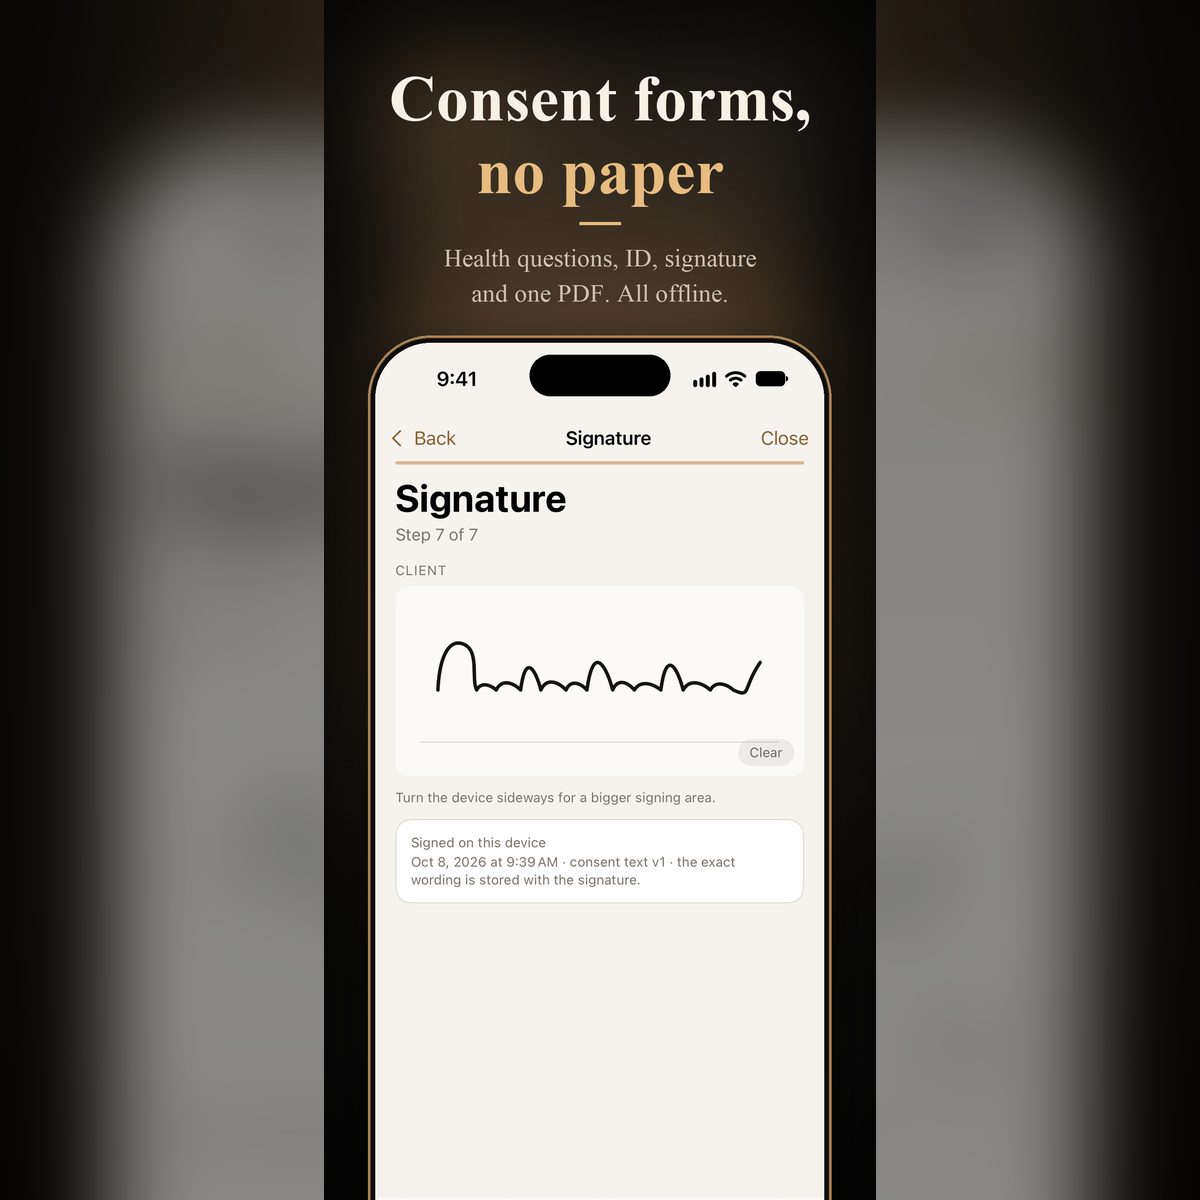 Consent forms,
no paper
Health questions, ID, signature
and one PDF. All offline.
9:41
Back
Signature
Close
Signature
Step 7 of 7
CLIENT
Clear
Turn the device sideways for a bigger signing area.
Signed on this device
Oct 8, 2026 at 9:39 AM · consent text v1 · the exact
wording is stored with the signature.